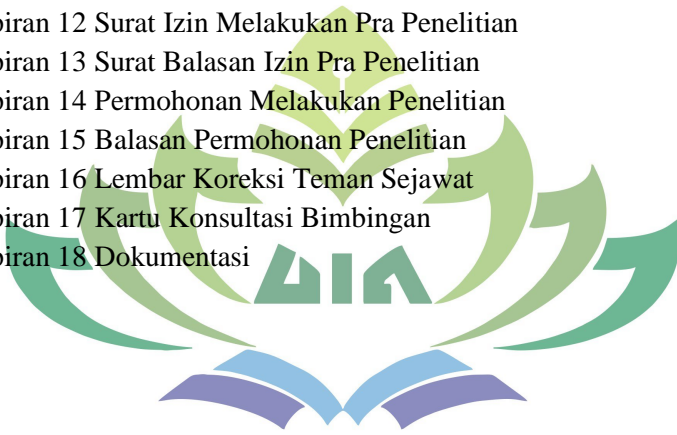 piran 12 Surat Izin Melakukan Pra Penelitian
piran 13 Surat Balasan Izin Pra Penelitian
piran 14 Permohonan Melakukan Penelitian
piran 15 Balasan Permohonan Penelitian
piran 16 Lembar Koreksi Teman Sejawat
piran 17 Kartu Konsultasi Bimbingan
piran 18 Dokumentasi
UIN